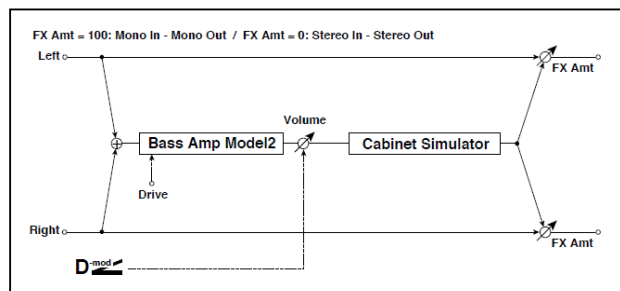 FX Amt = 100: Mono In - Mono Out / FX Amt = 0: Stereo In - Stereo Out
Left
FX Amt
Volume
Bass Amp Model2
Cabinet Simulator
Drive
Right
FX Amt
D-mod